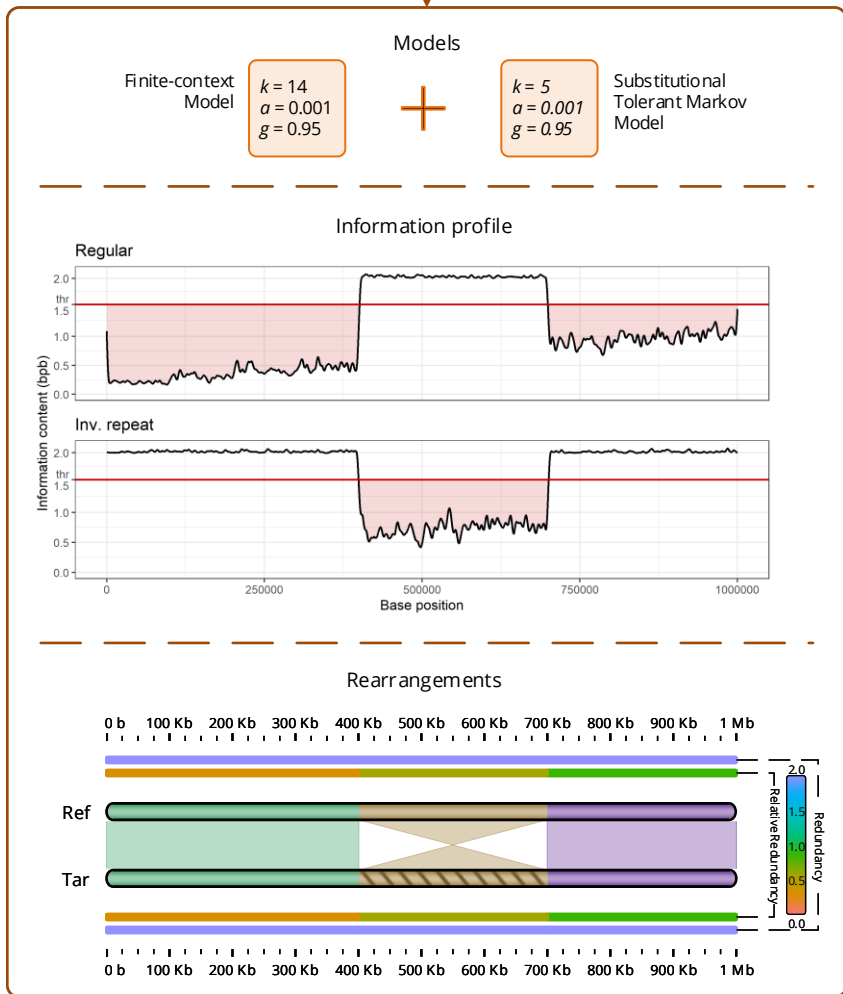 Models
Finite-context
Model
k = 14
a = 0.001
g = 0.95
k = 5
a = 0.001
g = 0.95
Substitutional
Tolerant Markov
Model
Information profile
Regular
2.0
thr
1.5
1.0
0.5
0.0
Inv. repeat
2.0
thr
1.5
1.0
0.5
0.0
Information content (bpb)
0 250000 500000 750000 1000000
Base position
Rearrangements
0 b 100 Kb 200 Kb 300 Kb 400 Kb 500 Kb 600 Kb 700 Kb 800 Kb 900 Kb 1 Mb
Ref
Tar
2.0
1.5
1.0
0.5
0.0
Relative Redundancy
Redundancy
0 b 100 Kb 200 Kb 300 Kb 400 Kb 500 Kb 600 Kb 700 Kb 800 Kb 900 Kb 1 Mb